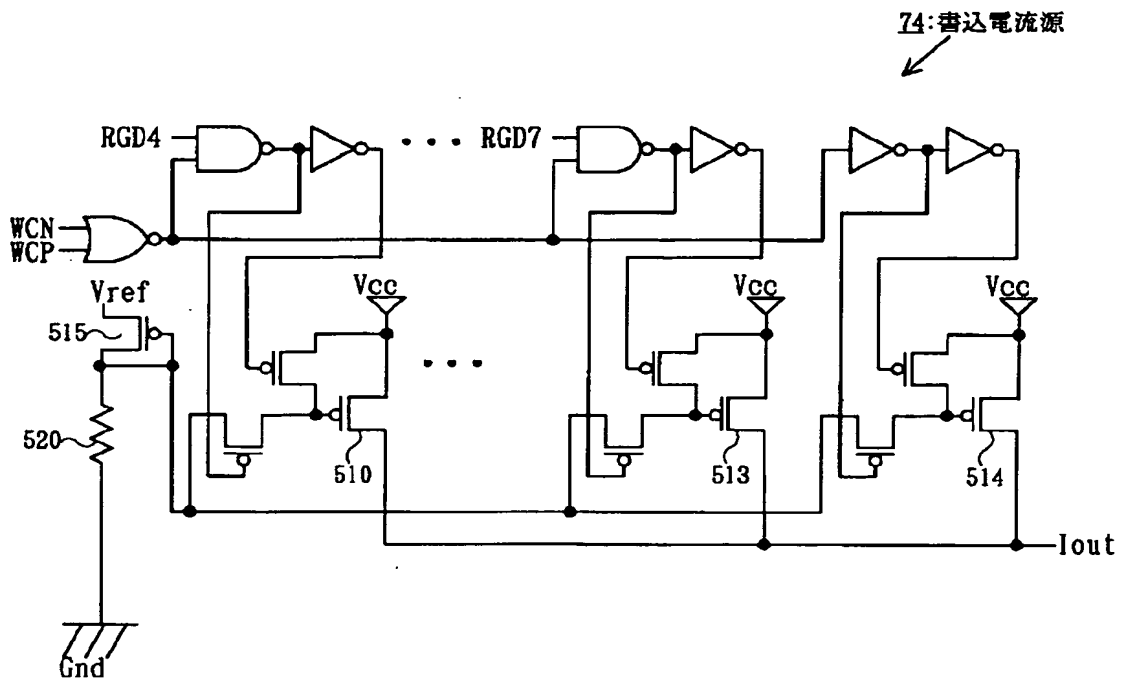 74:書込電流源
RGD4
RGD7
WCN
WCP
Vref
Vcc
Vcc
Vcc
515
520
510
513
514
Iout
Gnd